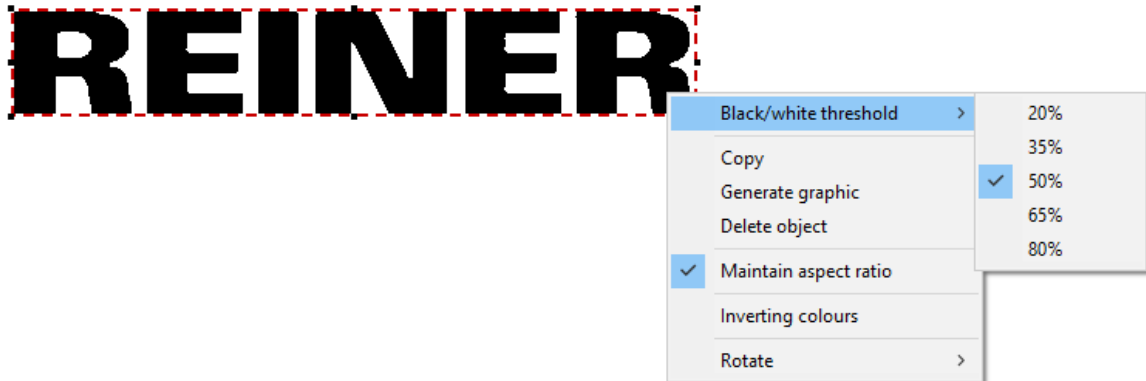 REINER
Black/white threshold
Copy
Generate graphic
Delete object
Maintain aspect ratio
Inverting colours
Rotate
20%
35%
50%
65%
80%